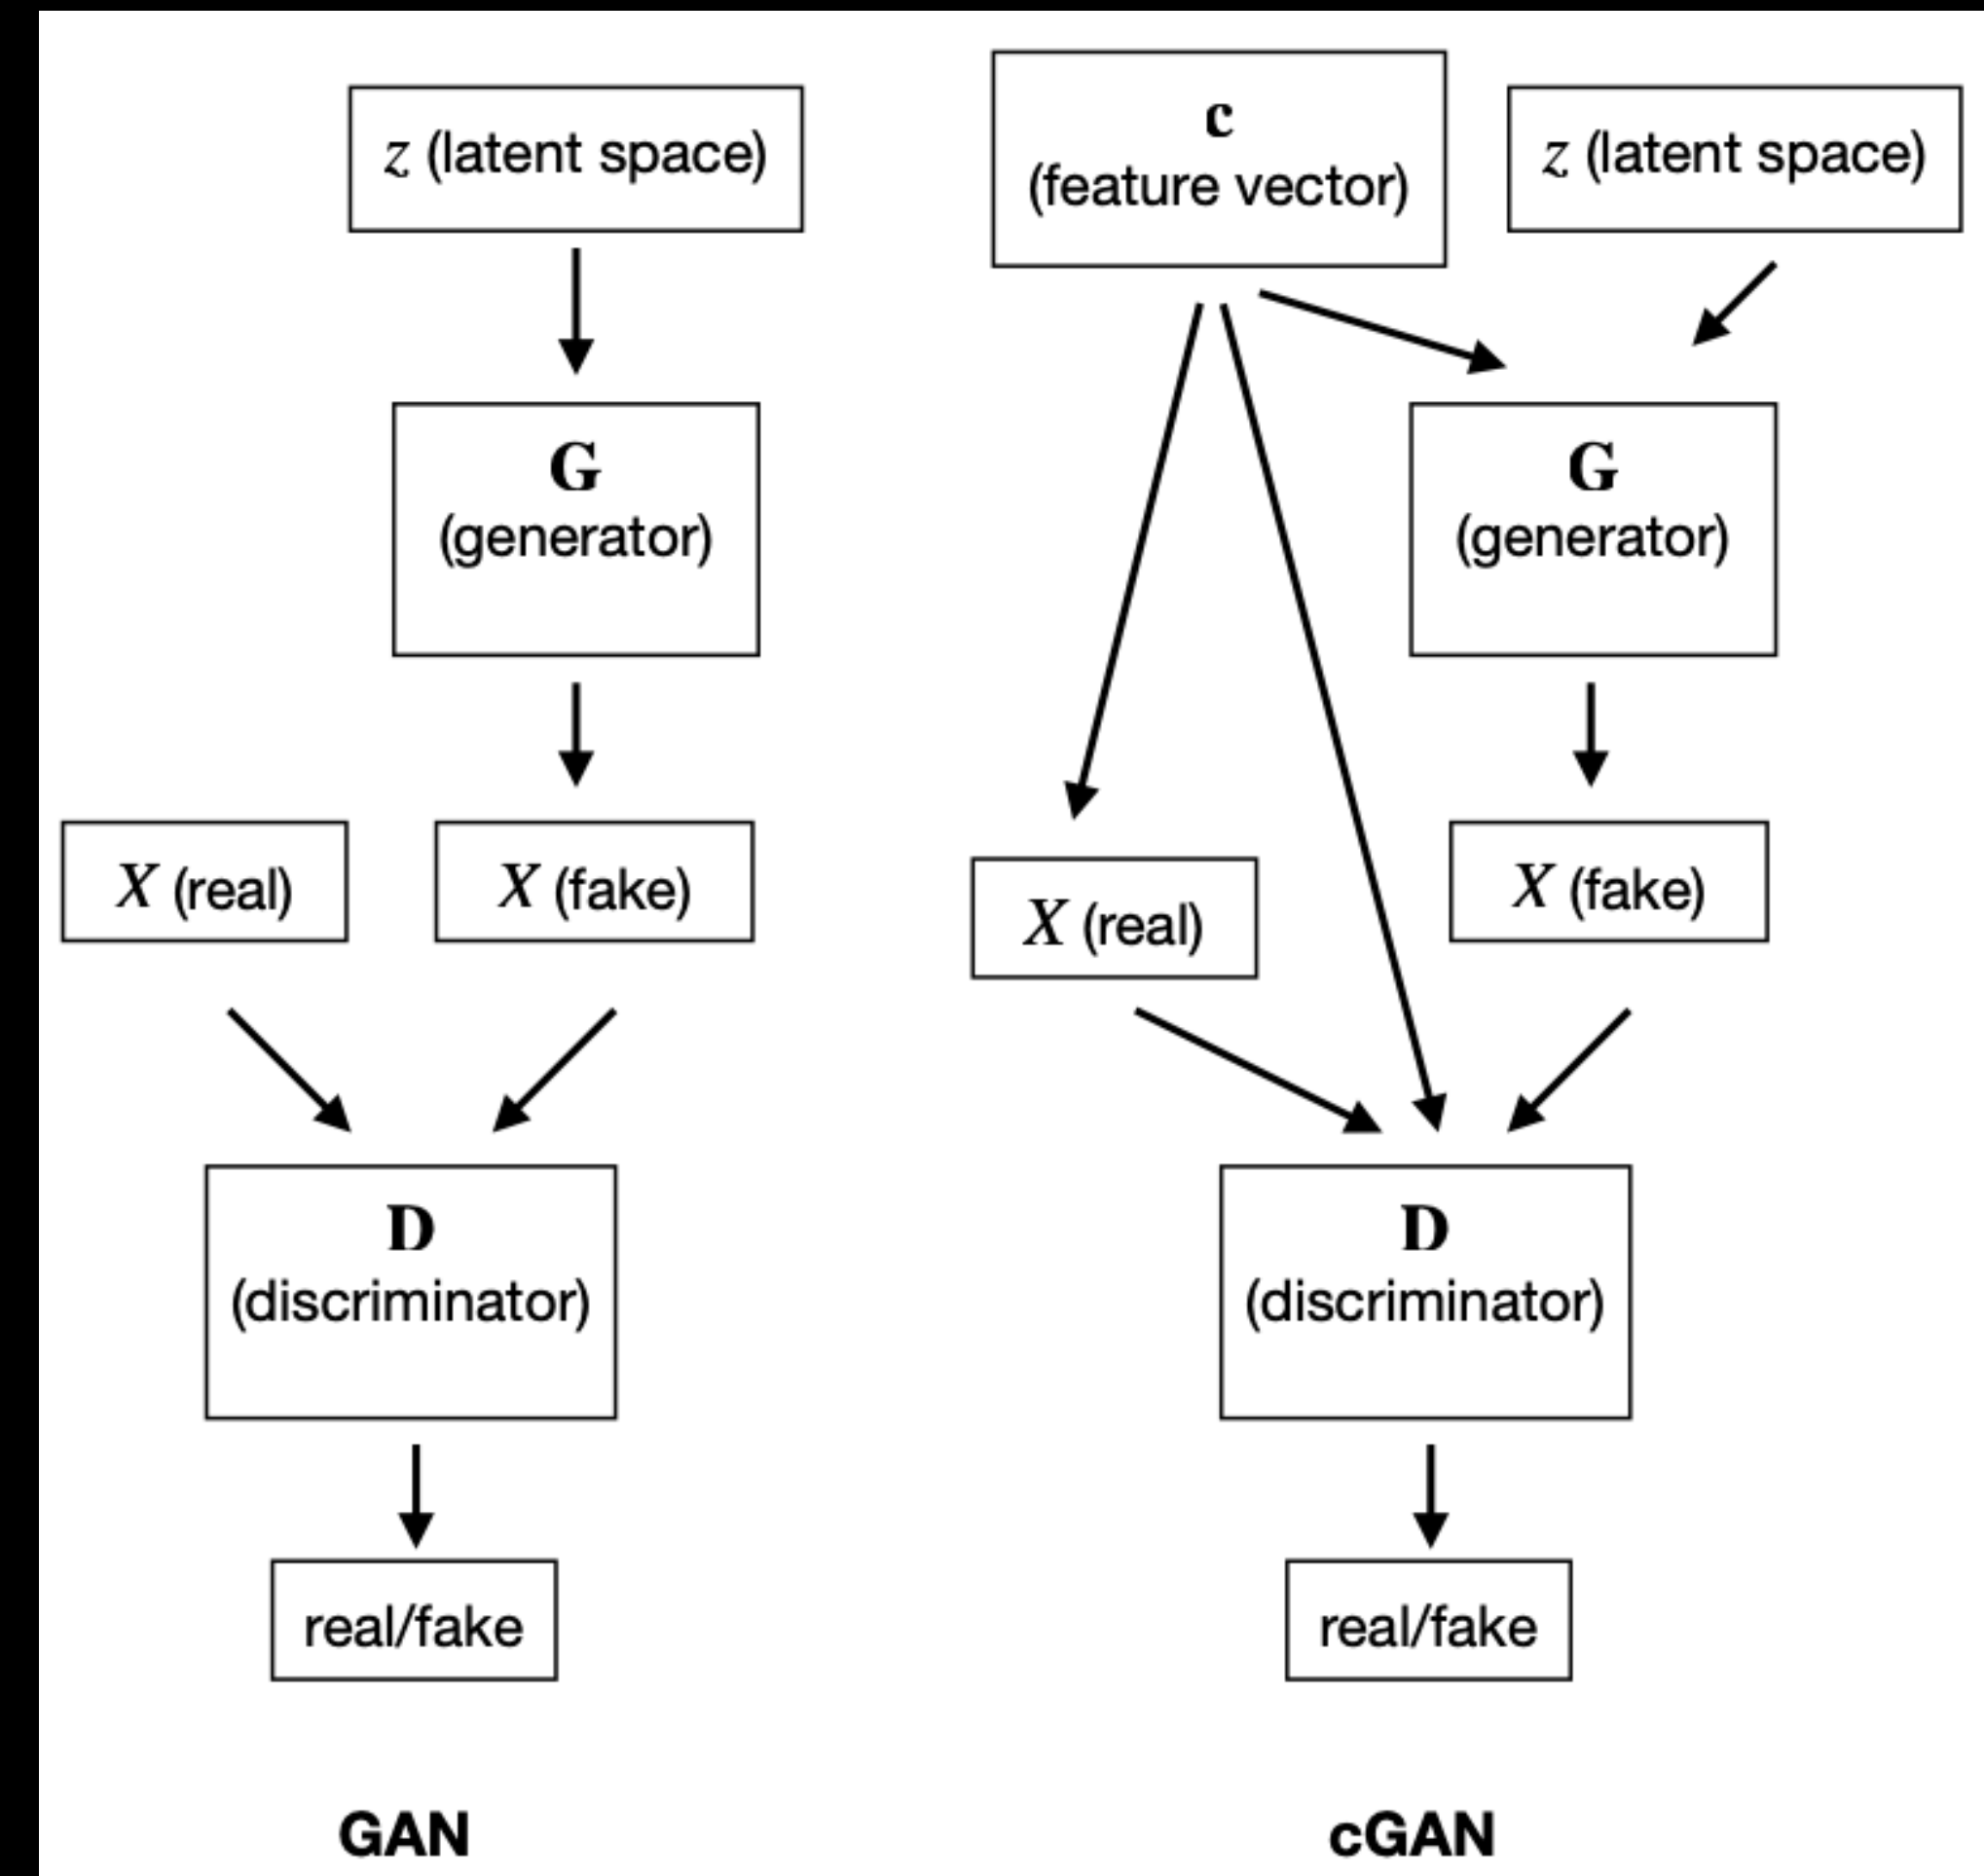 z (latent space)
G
(generator)
X (real)
X (fake)
D
(discriminator)
real/fake
GAN
c
(feature vector)
z (latent space)
G
(generator)
X (real)
X (fake)
D
(discriminator)
real/fake
cGAN